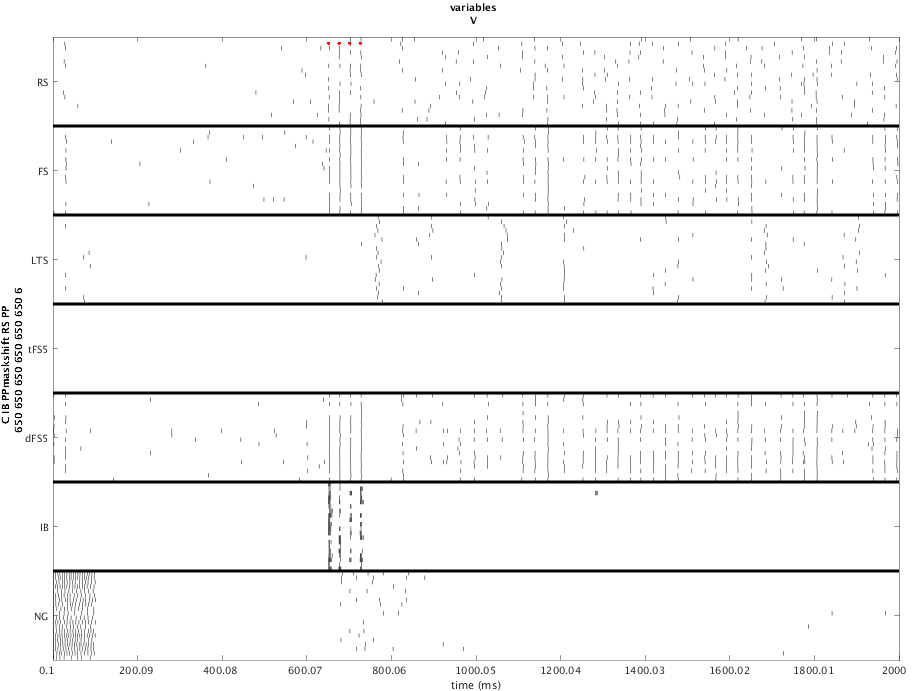 variables
V
C IB PPmaskshift RS PP
650 650 650 650 650 650 6
RS
FS
LTS
tFS5
dFS5
IB
NG
0.1 200.09 400.08 600.07 800.06 1000.05 1200.04 1400.03 1600.02 1800.01 2000
time (ms)